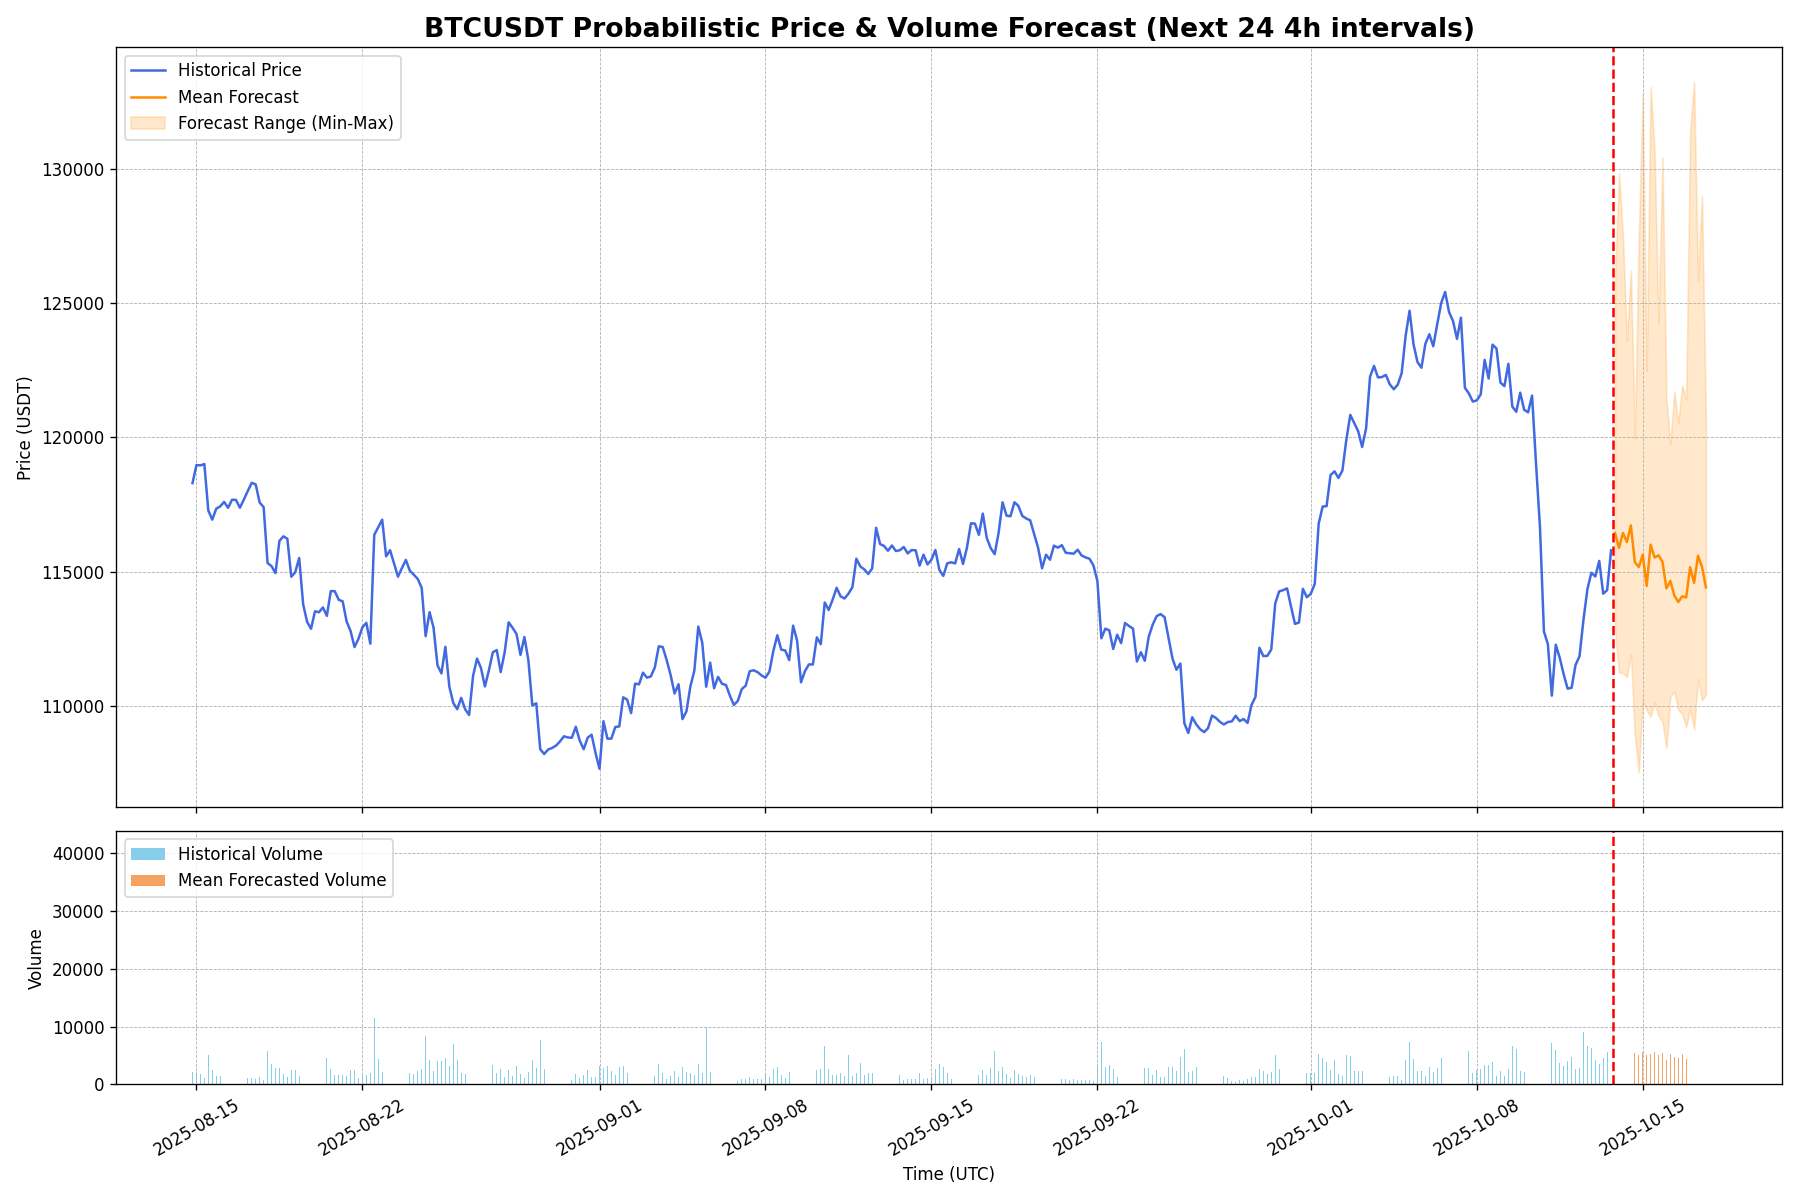 BTCUSDT Probabilistic Price & Volume Forecast (Next 24 4h intervals)
Historical Price
Mean Forecast
Forecast Range (Min-Max)
130000
125000
120000
115000
110000
Price (USDT)
Historical Volume
Mean Forecasted Volume
40000
30000
20000
10000
0
Volume
2025-08-15
2025-08-22
2025-09-01
2025-09-08
2025-09-15
2025-09-22
2025-10-01
2025-10-08
2025-10-15
Time (UTC)